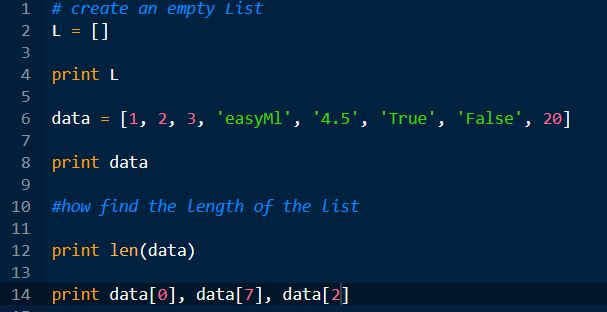 1 # create an empty List
2 L = []
3
4 print L
5
6 data = [1, 2, 3, 'easyMl', '4.5', 'True', 'False', 20]
7
8 print data
9
10 #how find the length of the list
11
12 print len(data)
13
14 print data[0], data[7], data[2]